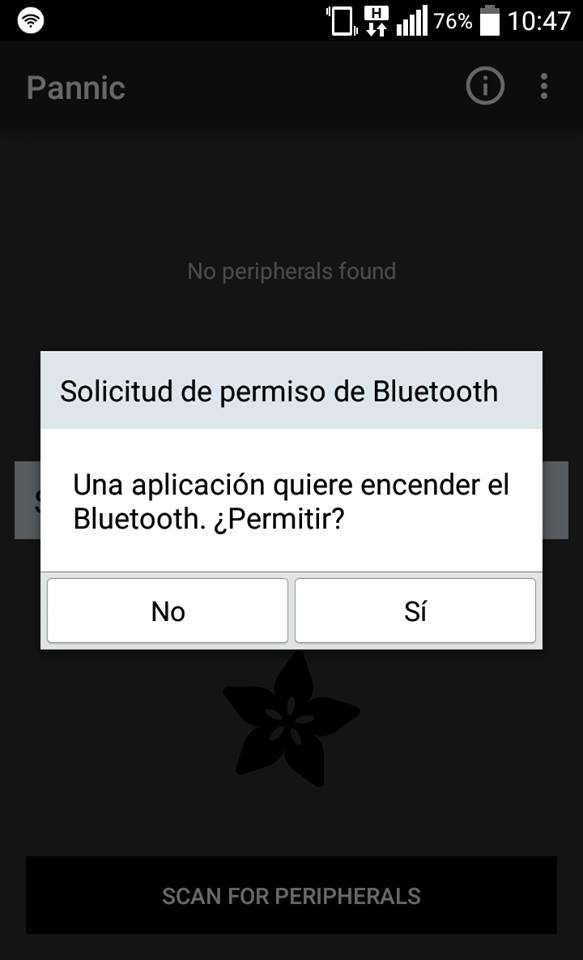 H 76% 10:47
Pannic
No peripherals found
Solicitud de permiso de Bluetooth
Una aplicación quiere encender el
Bluetooth. ¿Permitir?
No Sí
SCAN FOR PERIPHERALS